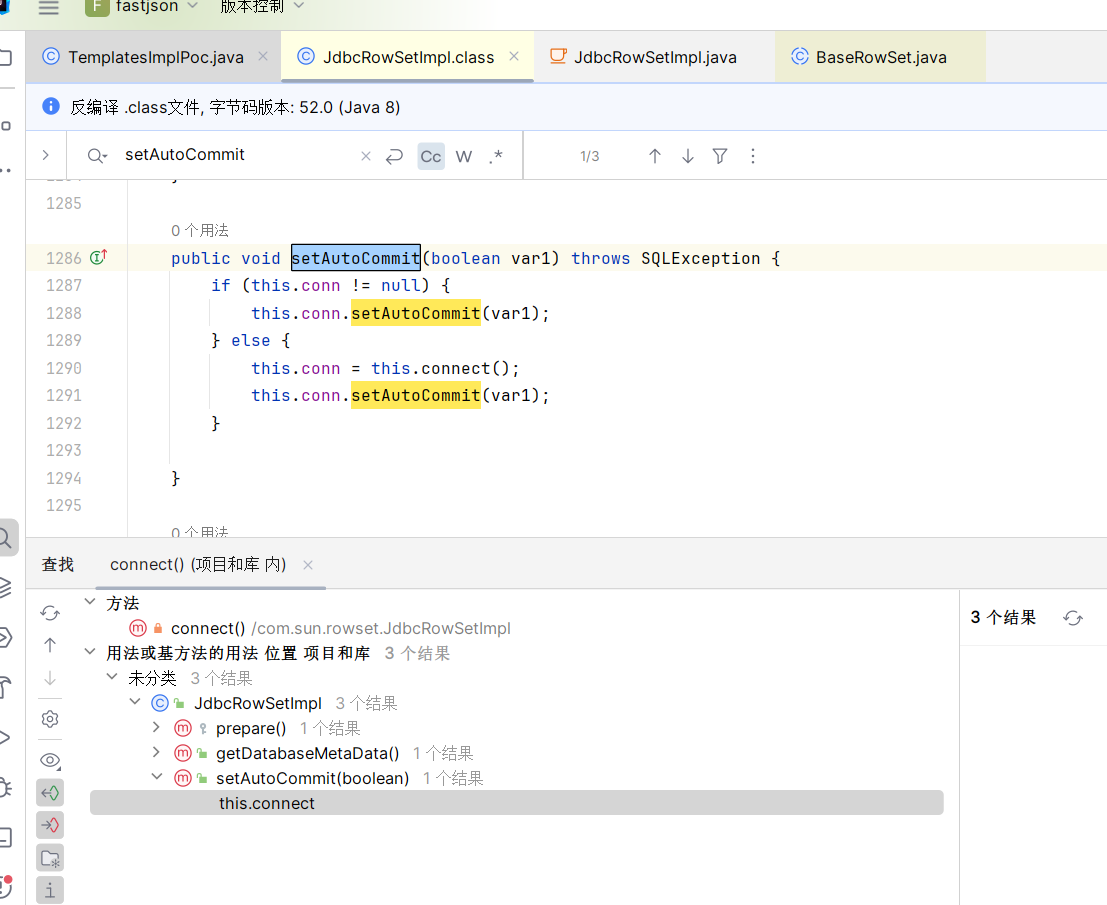 F fastjson 版本控制
TemplatesImplPoc.java JdbcRowSetImpl.class JdbcRowSetImpl.java BaseRowSet.java
反编译 .class文件, 字节码版本: 52.0 (Java 8)
setAutoCommit Cc W .* 1/3
1285
0 个用法
1286 public void setAutoCommit(boolean var1) throws SQLException {
1287 if (this.conn != null) {
1288 this.conn.setAutoCommit(var1);
1289 } else {
1290 this.conn = this.connect();
1291 this.conn.setAutoCommit(var1);
1292 }
1293
1294 }
1295
0 个用法
查找 connect() (项目和库 内)
方法
connect() /com.sun.rowset.JdbcRowSetImpl
用法或基方法的用法 位置 项目和库 3 个结果
未分类 3 个结果
JdbcRowSetImpl 3 个结果
prepare() 1 个结果
getDatabaseMetaData() 1 个结果
setAutoCommit(boolean) 1 个结果
this.connect
3 个结果